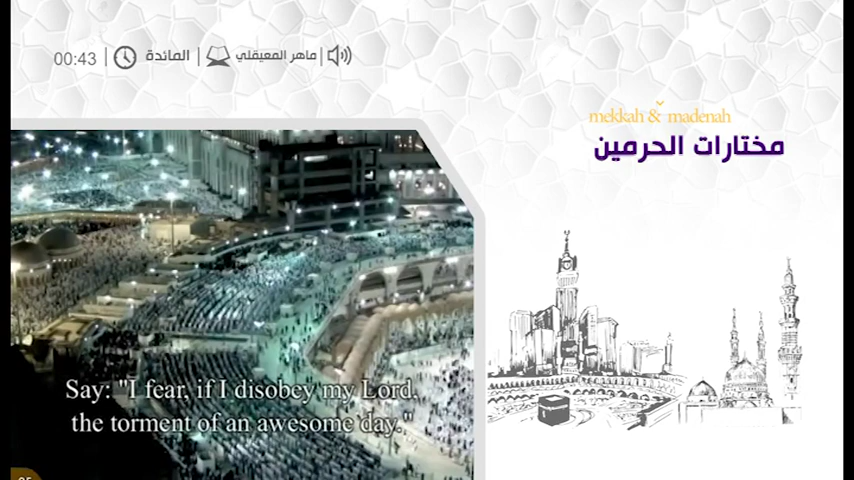 ماهر المعيقلي | المائدة | 00:43
mekkah & madenah
مختارات الحرمين
Say: "I fear, if I disobey my Lord,
the torment of an awesome day."